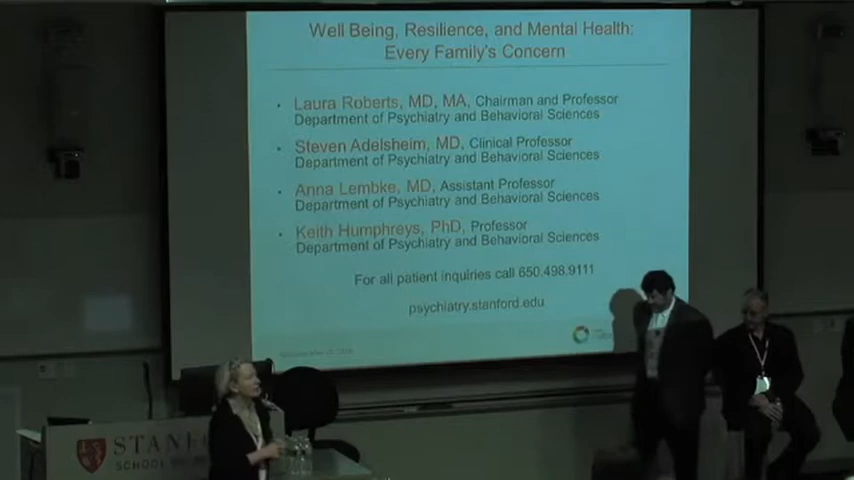 Well Being, Resilience, and Mental Health:
Every Family's Concern
• Laura Roberts, MD, MA, Chairman and Professor
Department of Psychiatry and Behavioral Sciences
• Steven Adelsheim, MD, Clinical Professor
Department of Psychiatry and Behavioral Sciences
• Anna Lembke, MD, Assistant Professor
Department of Psychiatry and Behavioral Sciences
• Keith Humphreys, PhD, Professor
Department of Psychiatry and Behavioral Sciences
For all patient inquiries call 650.498.9111
psychiatry.stanford.edu
STAN
SCHOOL